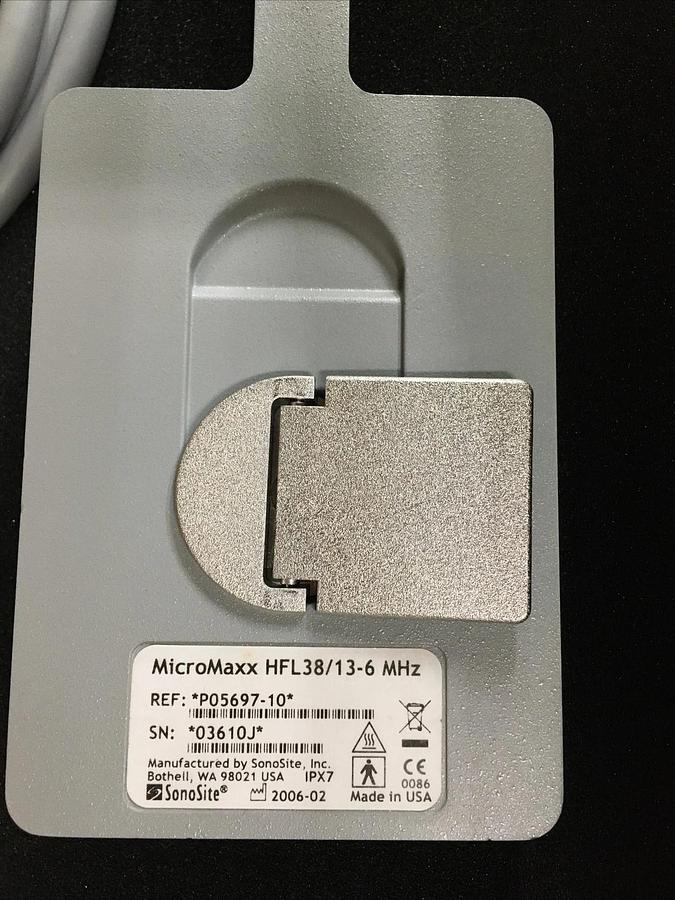 MicroMaxx HFL38/13-6 MHz
REF: *P05697-10*
SN: *03610J*
Manufactured by SonoSite, Inc.
Bothell, WA 98021 USA IPX7
SonoSite® 2006-02
CE
0086
Made in USA